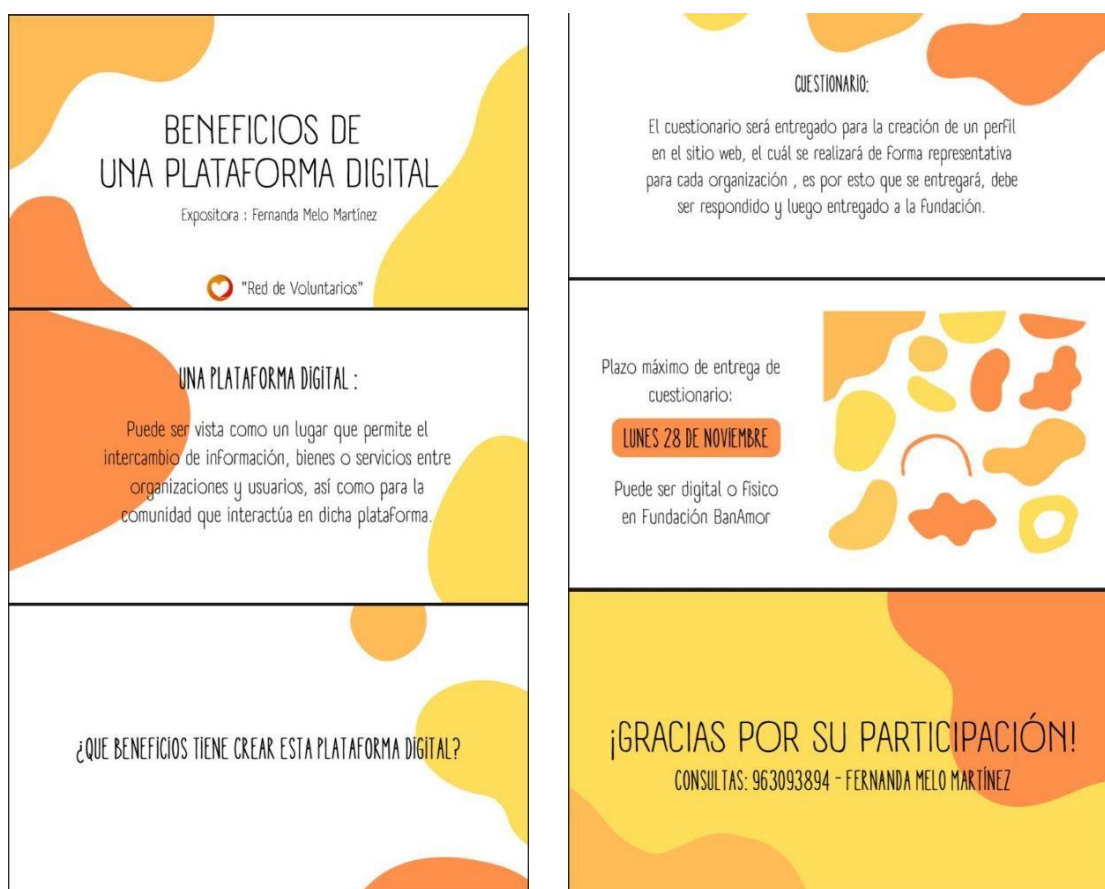 BENEFICIOS DE
UNA PLATAFORMA DIGITAL
Expositora : Fernanda Melo Martínez
"Red de Voluntarios"
UNA PLATAFORMA DIGITAL :
Puede ser vista como un lugar que permite el
intercambio de información, bienes o servicios entre
organizaciones y usuarios, así como para la
comunidad que interactúa en dicha plataforma.
¿QUE BENEFICIOS TIENE CREAR ESTA PLATAFORMA DIGITAL?
CUESTIONARIO:
El cuestionario será entregado para la creación de un perfil
en el sitio web, el cuál se realizará de forma representativa
para cada organización , es por esto que se entregará, debe
ser respondido y luego entregado a la Fundación.
Plazo máximo de entrega de
cuestionario:
LUNES 28 DE NOVIEMBRE
Puede ser digital o físico
en Fundación BanAmor
¡GRACIAS POR SU PARTICIPACIÓN!
CONSULTAS: 963093894 - FERNANDA MELO MARTÍNEZ